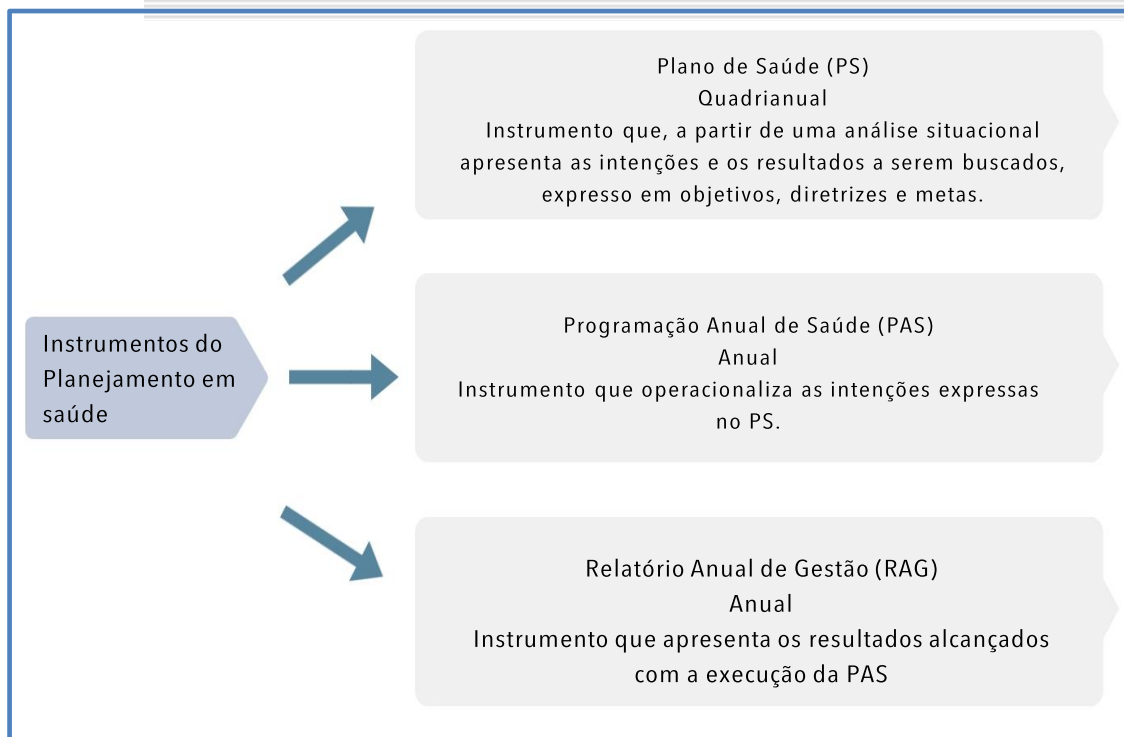 Plano de Saúde (PS)
Quadrianual
Instrumento que, a partir de uma análise situacional
apresenta as intenções e os resultados a serem buscados,
expresso em objetivos, diretrizes e metas.
Instrumentos do
Planejamento em
saúde
Programação Anual de Saúde (PAS)
Anual
Instrumento que operacionaliza as intenções expressas
no PS.
Relatório Anual de Gestão (RAG)
Anual
Instrumento que apresenta os resultados alcançados
com a execução da PAS